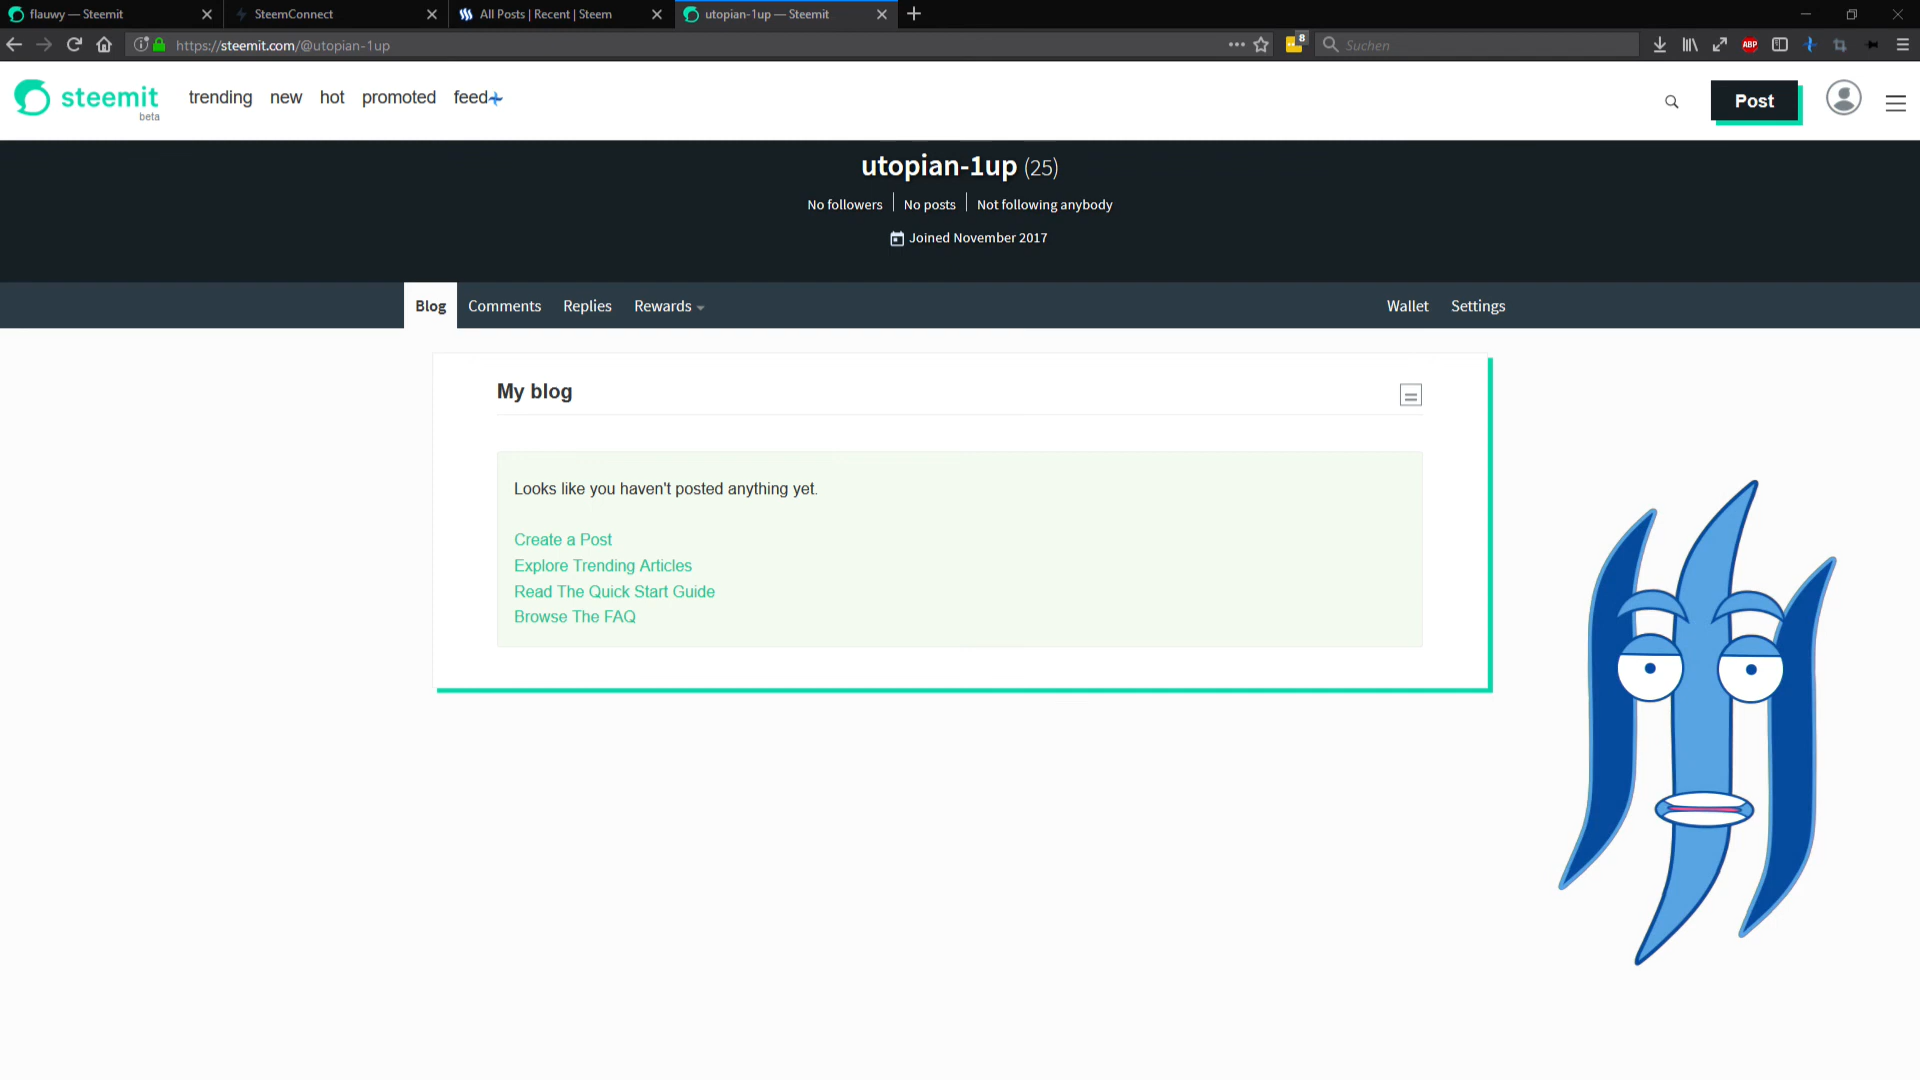 flauwy — Steemit
SteemConnect
All Posts | Recent | Steem
utopian-1up — Steemit
https://steemit.com/@utopian-1up
8
Suchen
ABP
steemit
beta
trending
new
hot
promoted
feed
Post
utopian-1up (25)
No followers
No posts
Not following anybody
Joined November 2017
Blog
Comments
Replies
Rewards
Wallet
Settings
My blog
Looks like you haven't posted anything yet.
Create a Post
Explore Trending Articles
Read The Quick Start Guide
Browse The FAQ